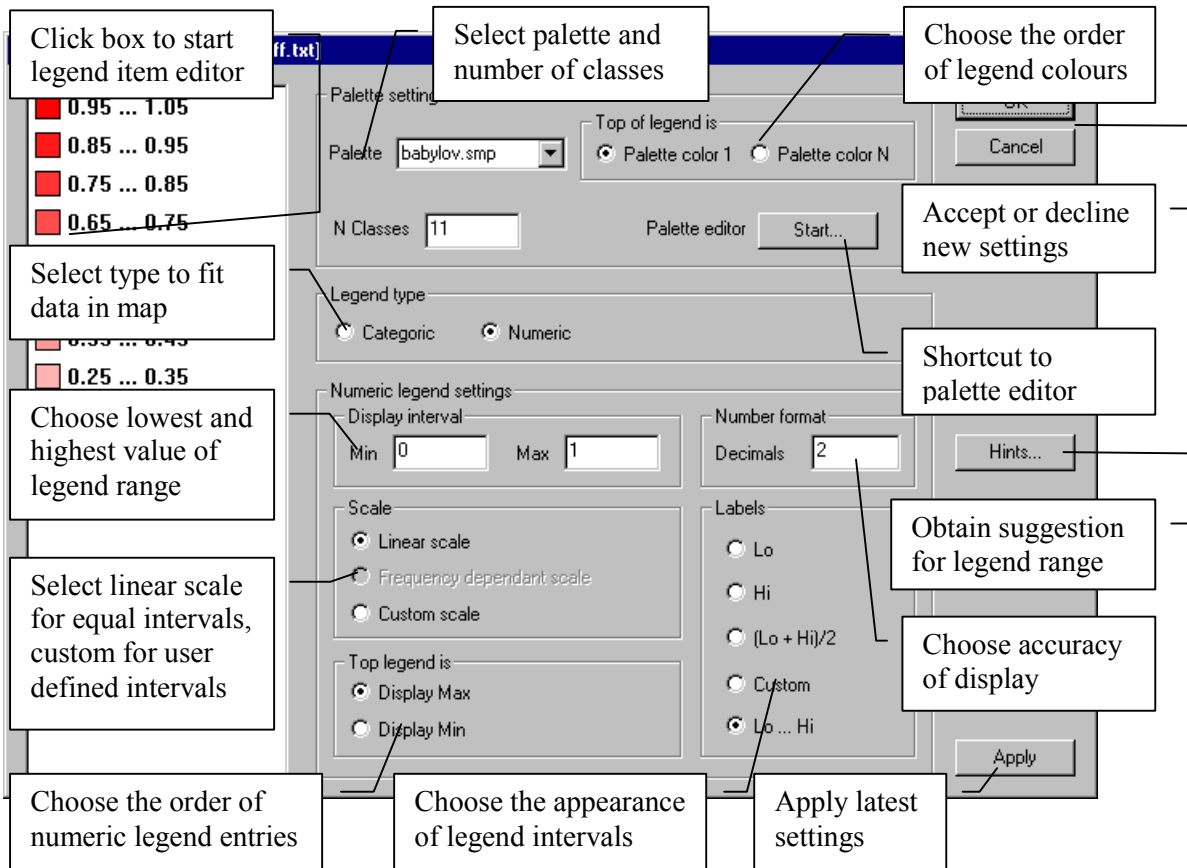 Click box to start
legend item editor
ff.txt]
Select palette and
number of classes
Choose the order
of legend colours
0.95 ... 1.05
0.85 ... 0.95
0.75 ... 0.85
0.65 ... 0.75
Palette setting
Palette babylov.smp
Top of legend is
Palette color 1 Palette color N
OK
Cancel
N Classes 11
Palette editor Start...
Accept or decline
new settings
Select type to fit
data in map
Legend type
Categoric Numeric
0.35 ... 0.45
0.25 ... 0.35
Shortcut to
palette editor
Choose lowest and
highest value of
legend range
Numeric legend settings
Display interval
Min 0 Max 1
Number format
Decimals 2
Hints...
Scale
Linear scale
Frequency dependant scale
Custom scale
Labels
Lo
Hi
(Lo + Hi)/2
Custom
Lo ... Hi
Obtain suggestion
for legend range
Select linear scale
for equal intervals,
custom for user
defined intervals
Choose accuracy
of display
Top legend is
Display Max
Display Min
Apply
Choose the order of
numeric legend entries
Choose the appearance
of legend intervals
Apply latest
settings